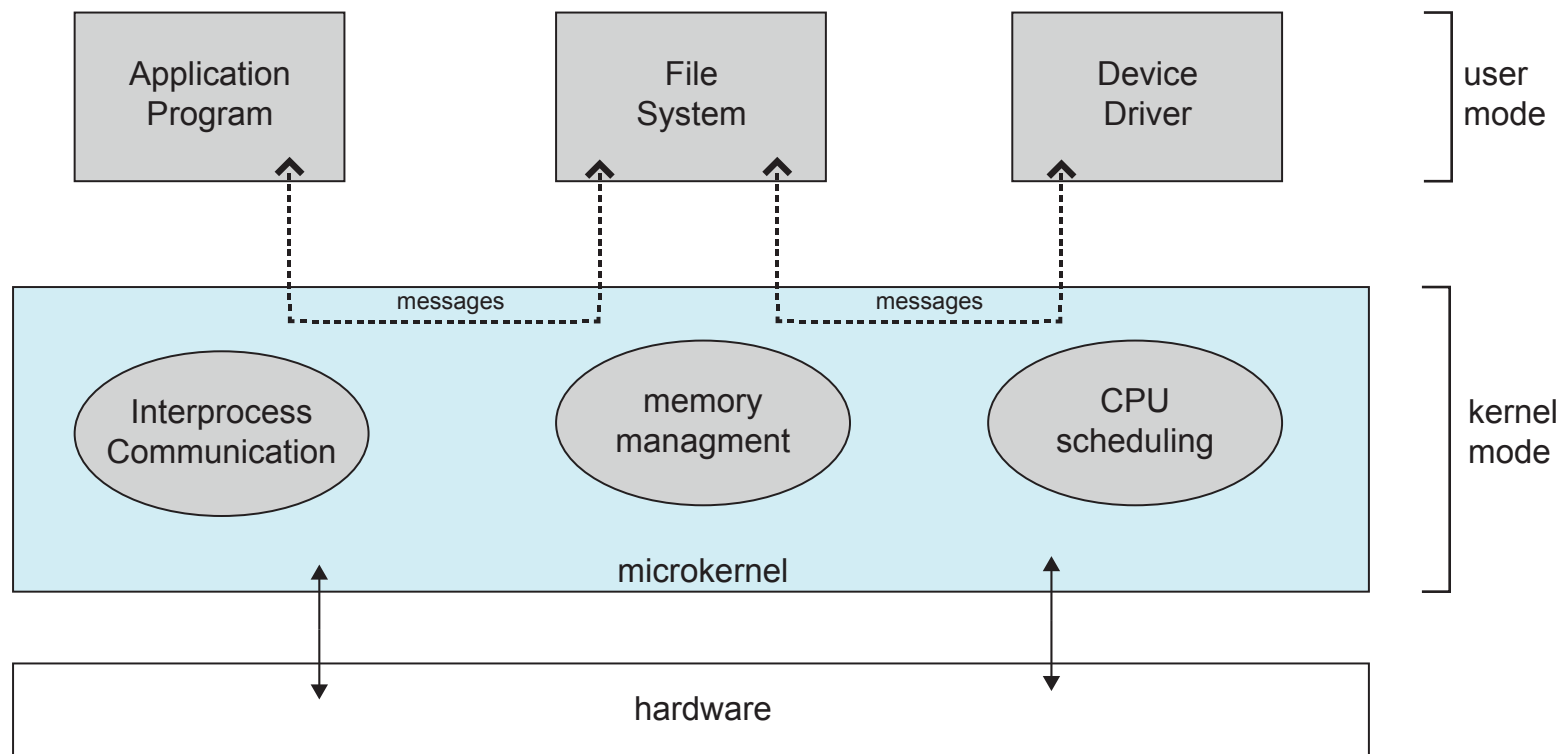 Application
Program
File
System
Device
Driver
user
mode
messages
messages
Interprocess
Communication
memory
managment
CPU
scheduling
kernel
mode
microkernel
hardware